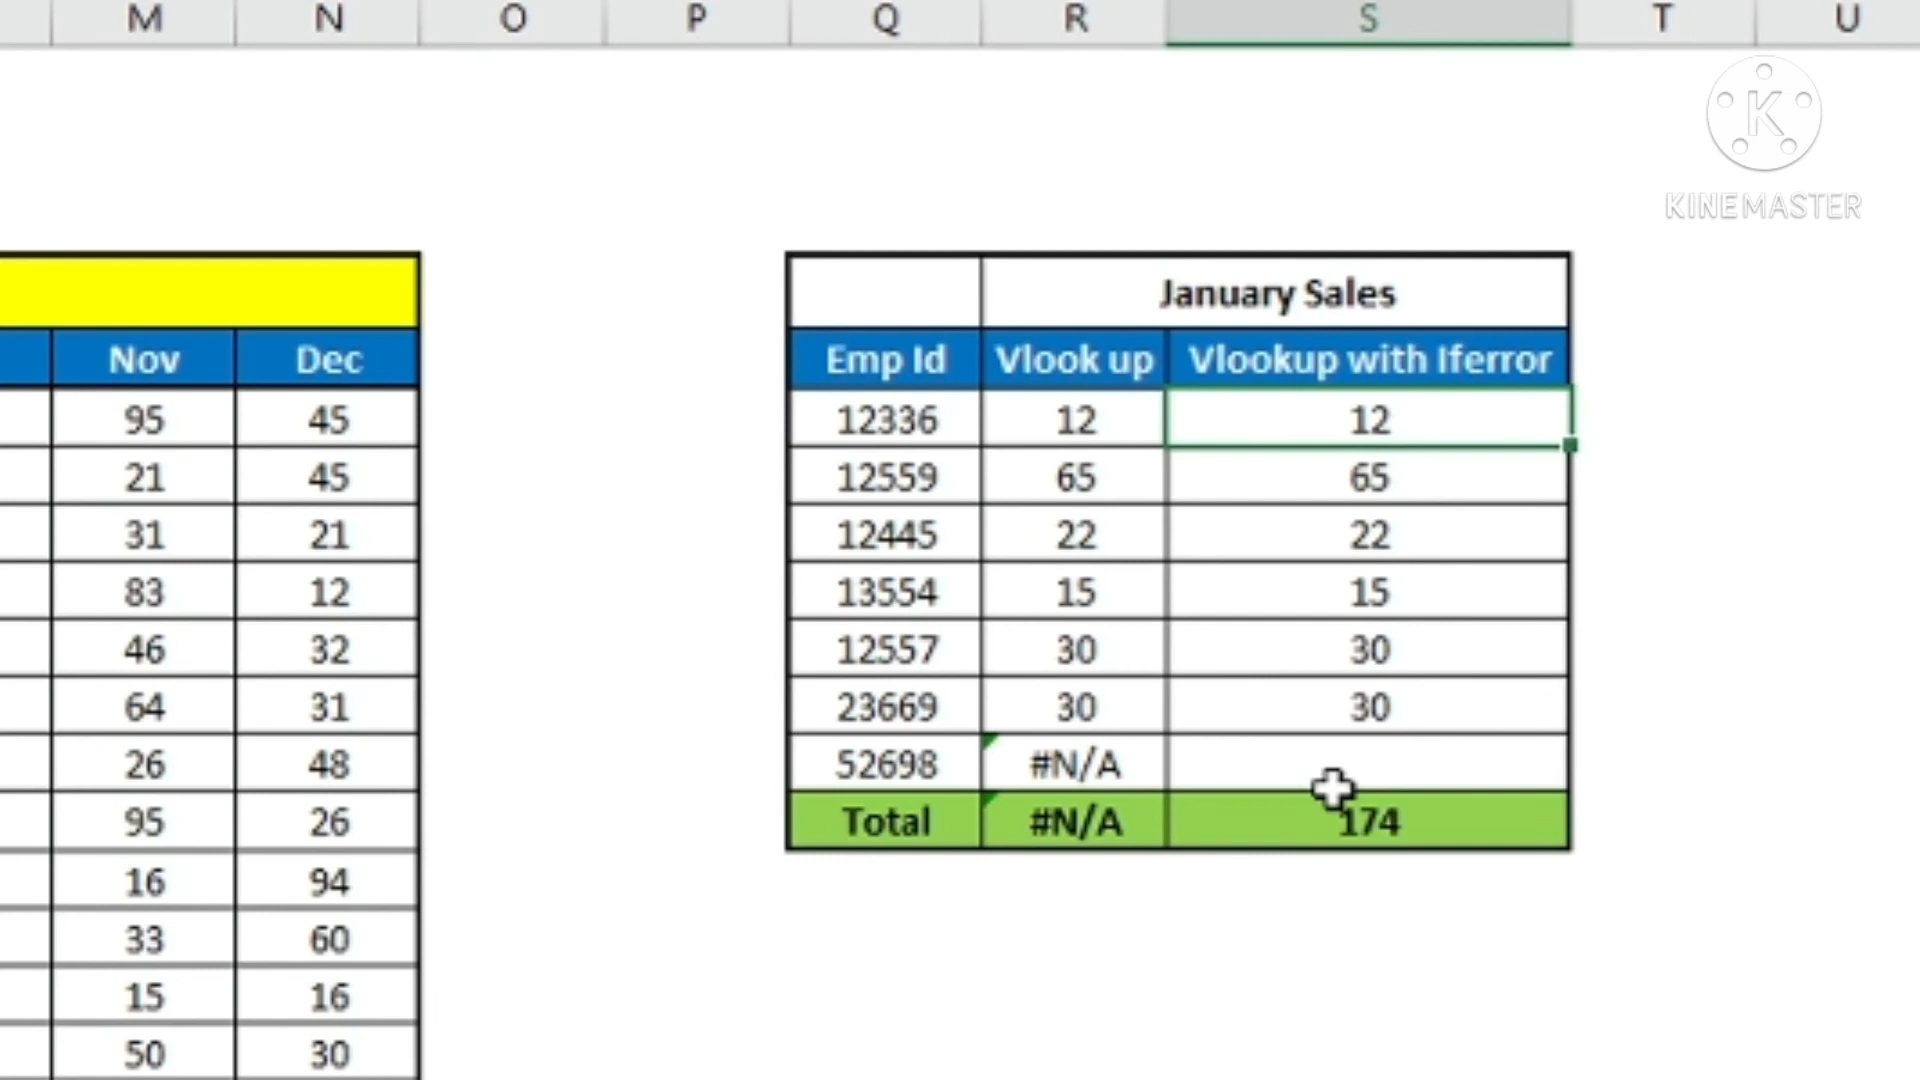 M N O P Q R S T U
K
KINEMASTER
January Sales
Nov Dec Emp Id Vlook up Vlookup with Iferror
95 45 12336 12 12
21 45 12559 65 65
31 21 12445 22 22
83 12 13554 15 15
46 32 12557 30 30
64 31 23669 30 30
26 48 52698 #N/A
95 26 Total #N/A 174
16 94
33 60
15 16
50 30